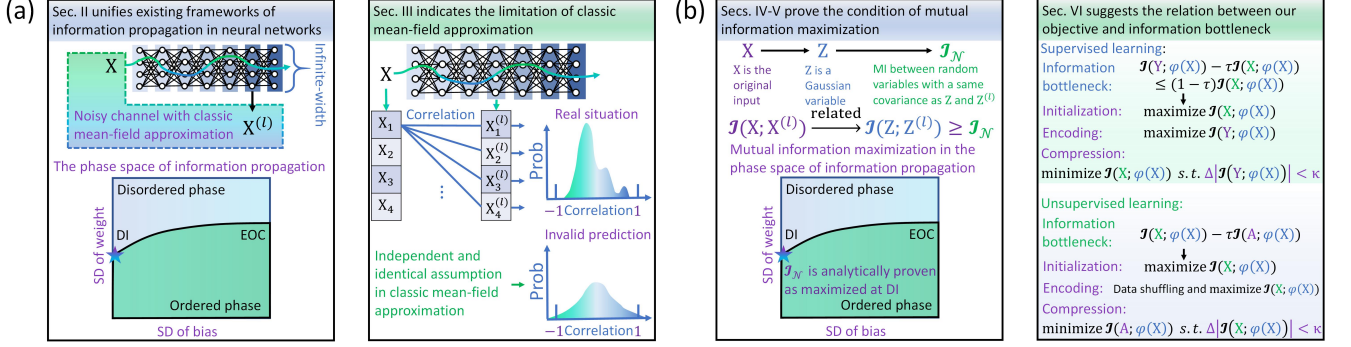 (a)
Sec. II unifies existing frameworks of
information propagation in neural networks
X
Infinite-width
Noisy channel with classic
mean-field approximation
X^(l)
The phase space of information propagation
SD of weight
Disordered phase
DI
EOC
Ordered phase
SD of bias
Sec. III indicates the limitation of classic
mean-field approximation
X
X₁
X₂
X₃
X₄
Correlation
⋮
X₁^(l)
X₂^(l)
X₃^(l)
X₄^(l)
Real situation
Prob
−1 Correlation 1
Invalid prediction
Independent and
identical assumption
in classic mean-field
approximation
Prob
−1 Correlation 1
(b)
Secs. IV-V prove the condition of mutual
information maximization
X → Z → 𝓘_𝒩
X is the
original
input
Z is a
Gaussian
variable
MI between random
variables with a same
covariance as Z and Z^(l)
related
𝓘(X; X^(l)) → 𝓘(Z; Z^(l)) ≥ 𝓘_𝒩
Mutual information maximization in the
phase space of information propagation
SD of weight
Disordered phase
DI
EOC
𝓘_𝒩 is analytically proven
as maximized at DI
Ordered phase
SD of bias
Sec. VI suggests the relation between our
objective and information bottleneck
Supervised learning:
Information
bottleneck:
𝓘(Y; φ(X)) − τ𝓘(X; φ(X))
≤ (1 − τ)𝓘(X; φ(X))
Initialization: maximize 𝓘(X; φ(X))
Encoding: maximize 𝓘(Y; φ(X))
Compression:
minimize 𝓘(X; φ(X)) s.t. Δ|𝓘(Y; φ(X))| < κ
Unsupervised learning:
Information
bottleneck:
𝓘(X; φ(X)) − τ𝓘(A; φ(X))
Initialization: maximize 𝓘(X; φ(X))
Encoding: Data shuffling and maximize 𝓘(X; φ(X))
Compression:
minimize 𝓘(A; φ(X)) s.t. Δ|𝓘(X; φ(X))| < κ